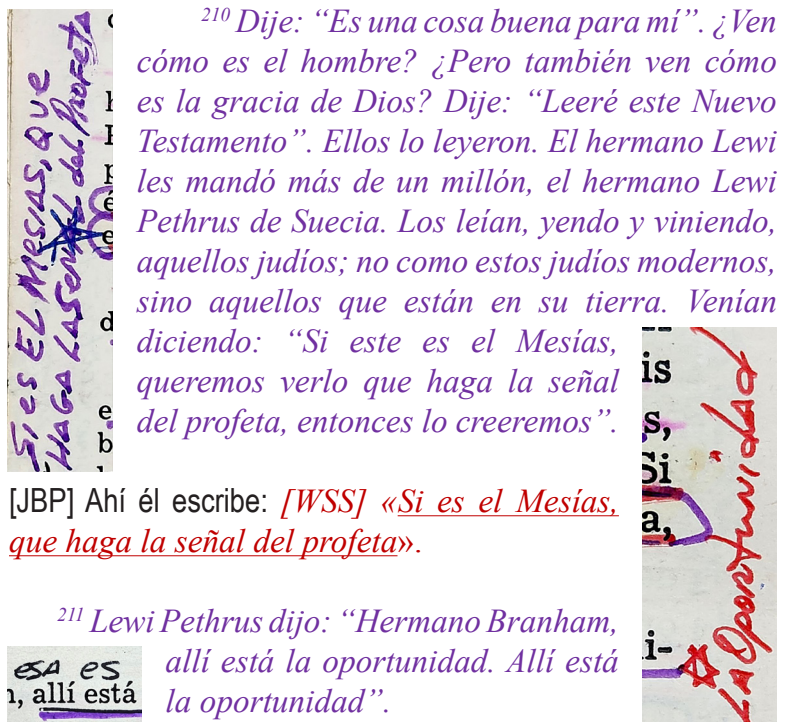 SI ES EL MESIAS, QUE
HAGA LA SEÑAL del PROFETA
210 Dije: “Es una cosa buena para mí”. ¿Ven
cómo es el hombre? ¿Pero también ven cómo
es la gracia de Dios? Dije: “Leeré este Nuevo
Testamento”. Ellos lo leyeron. El hermano Lewi
les mandó más de un millón, el hermano Lewi
Pethrus de Suecia. Los leían, yendo y viniendo,
aquellos judíos; no como estos judíos modernos,
sino aquellos que están en su tierra. Venían
diciendo: “Si este es el Mesías,
queremos verlo que haga la señal
del profeta, entonces lo creeremos”.
is
s,
Si
a,
i-
LA OPORTUNIDAD
[JBP] Ahí él escribe: [WSS] «Si es el Mesías,
que haga la señal del profeta».
211 Lewi Pethrus dijo: “Hermano Branham,
allí está la oportunidad. Allí está
la oportunidad”.
ESA ES
, allí está